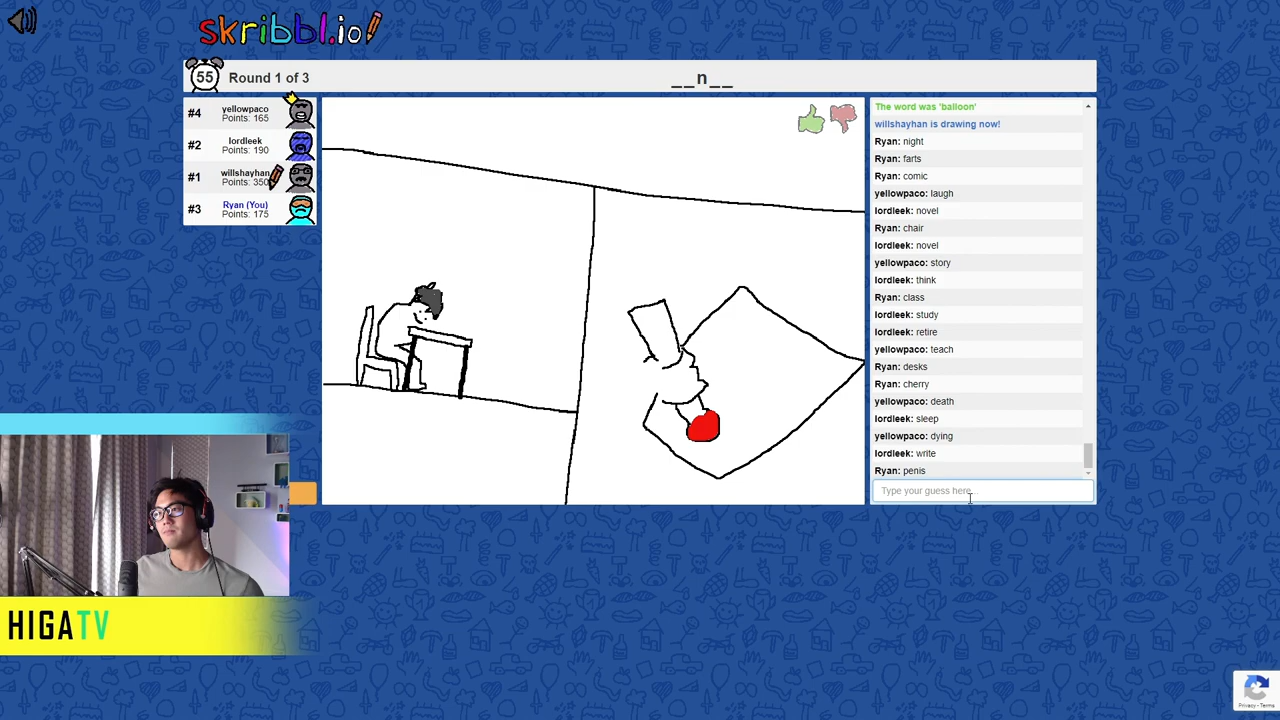 skribbl.io
55
Round 1 of 3
__n__
#4
yellowpaco
Points: 165
#2
lordleek
Points: 190
#1
willshayhan
Points: 350
#3
Ryan (You)
Points: 175
The word was 'balloon'
willshayhan is drawing now!
Ryan: night
Ryan: farts
Ryan: comic
yellowpaco: laugh
lordleek: novel
Ryan: chair
lordleek: novel
yellowpaco: story
lordleek: think
Ryan: class
lordleek: study
lordleek: retire
yellowpaco: teach
Ryan: desks
Ryan: cherry
yellowpaco: death
lordleek: sleep
yellowpaco: dying
lordleek: write
Ryan: penis
Type your guess here
HIGATV
Privacy - Terms